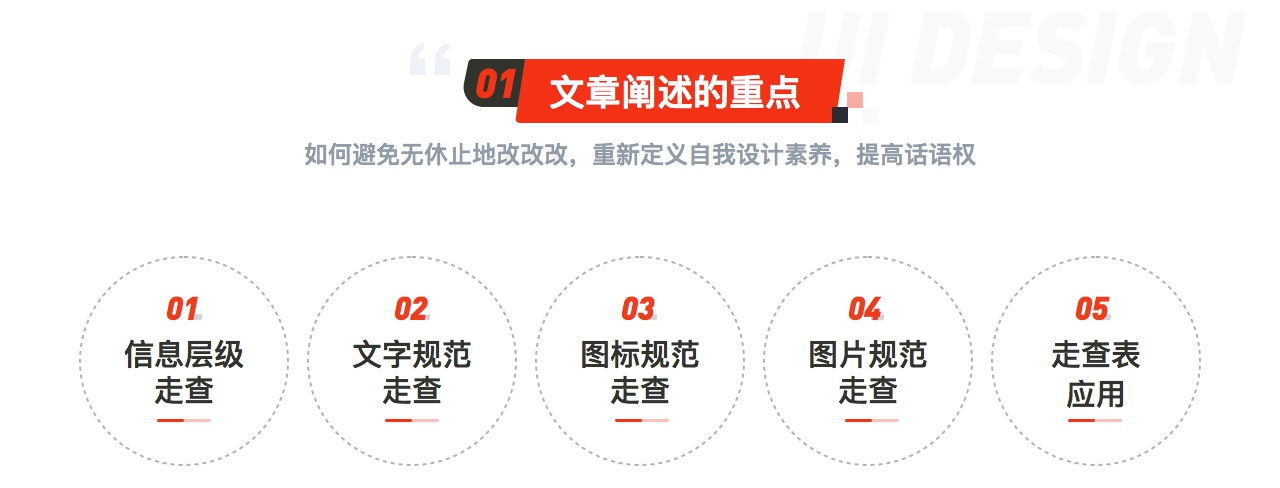 UI DESIGN
“
01 文章阐述的重点
如何避免无休止地改改改，重新定义自我设计素养，提高话语权
01
信息层级
走查
02
文字规范
走查
03
图标规范
走查
04
图片规范
走查
05
走查表
应用